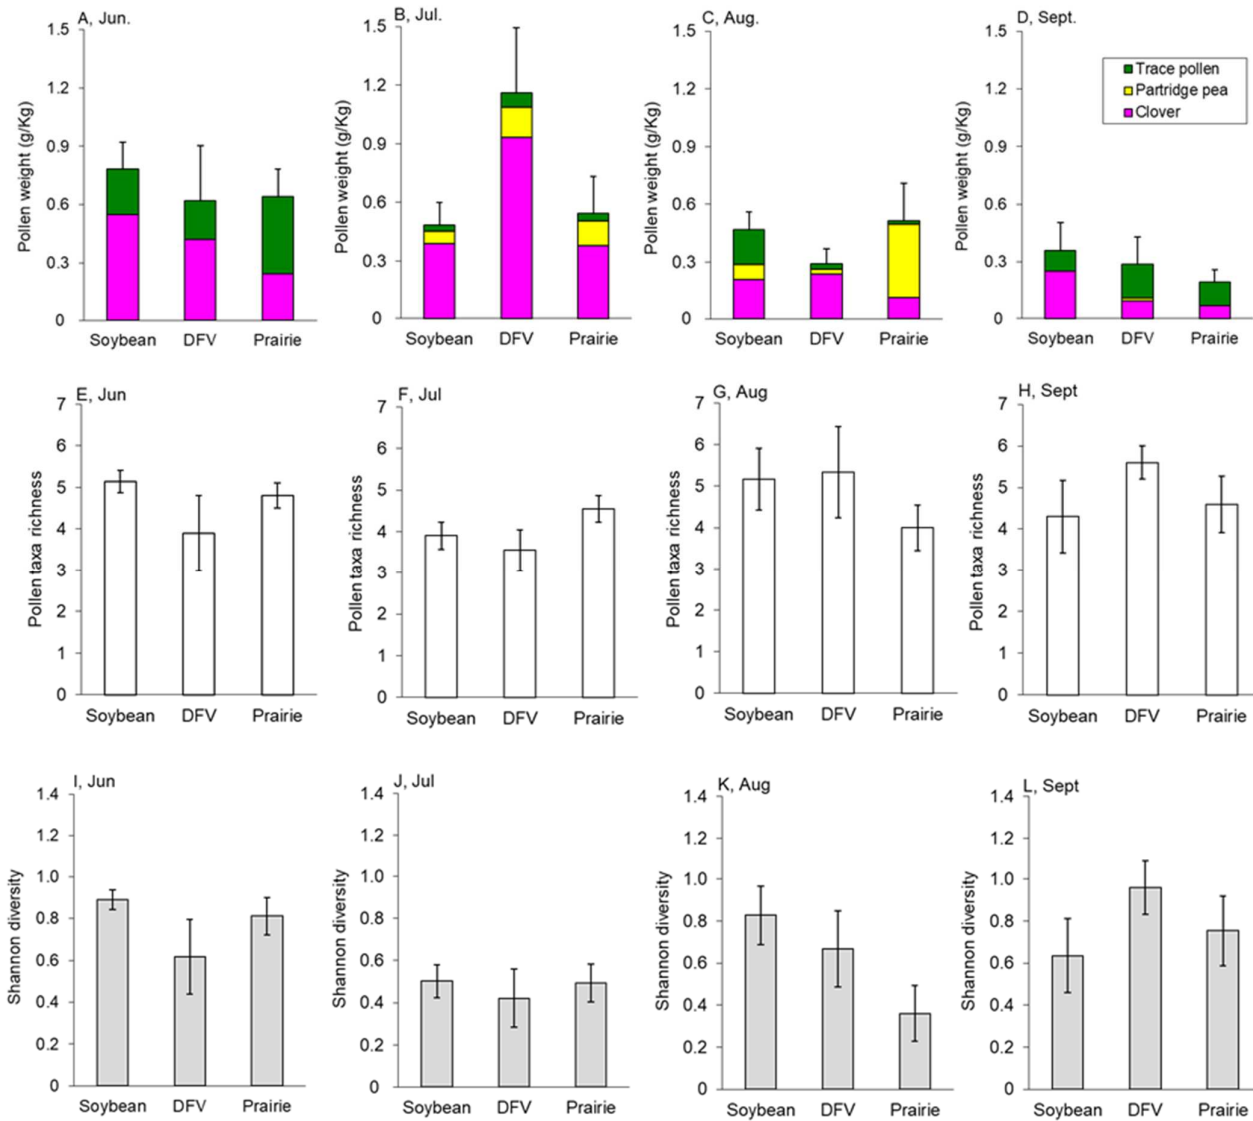 A, Jun.
Pollen weight (g/Kg)
1.5
1.2
0.9
0.6
0.3
0
Soybean DFV Prairie
B, Jul.
Pollen weight (g/Kg)
1.5
1.2
0.9
0.6
0.3
0
Soybean DFV Prairie
C, Aug.
Pollen weight (g/Kg)
1.5
1.2
0.9
0.6
0.3
0
Soybean DFV Prairie
D, Sept.
Pollen weight (g/Kg)
1.5
1.2
0.9
0.6
0.3
0
Soybean DFV Prairie
Trace pollen
Partridge pea
Clover
E, Jun
Pollen taxa richness
7
6
5
4
3
2
1
0
Soybean DFV Prairie
F, Jul
Pollen taxa richness
7
6
5
4
3
2
1
0
Soybean DFV Prairie
G, Aug
Pollen taxa richness
7
6
5
4
3
2
1
0
Soybean DFV Prairie
H, Sept
Pollen taxa richness
7
6
5
4
3
2
1
0
Soybean DFV Prairie
I, Jun
Shannon diversity
1.4
1.2
1.0
0.8
0.6
0.4
0.2
0
Soybean DFV Prairie
J, Jul
Shannon diversity
1.4
1.2
1.0
0.8
0.6
0.4
0.2
0
Soybean DFV Prairie
K, Aug
Shannon diversity
1.4
1.2
1.0
0.8
0.6
0.4
0.2
0
Soybean DFV Prairie
L, Sept
Shannon diversity
1.4
1.2
1.0
0.8
0.6
0.4
0.2
0
Soybean DFV Prairie